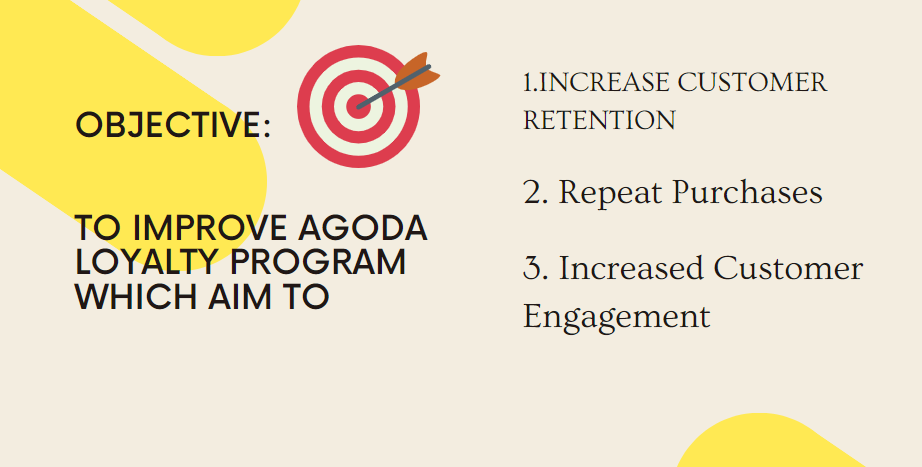 OBJECTIVE:
TO IMPROVE AGODA
LOYALTY PROGRAM
WHICH AIM TO
1.INCREASE CUSTOMER
RETENTION
2. Repeat Purchases
3. Increased Customer
Engagement